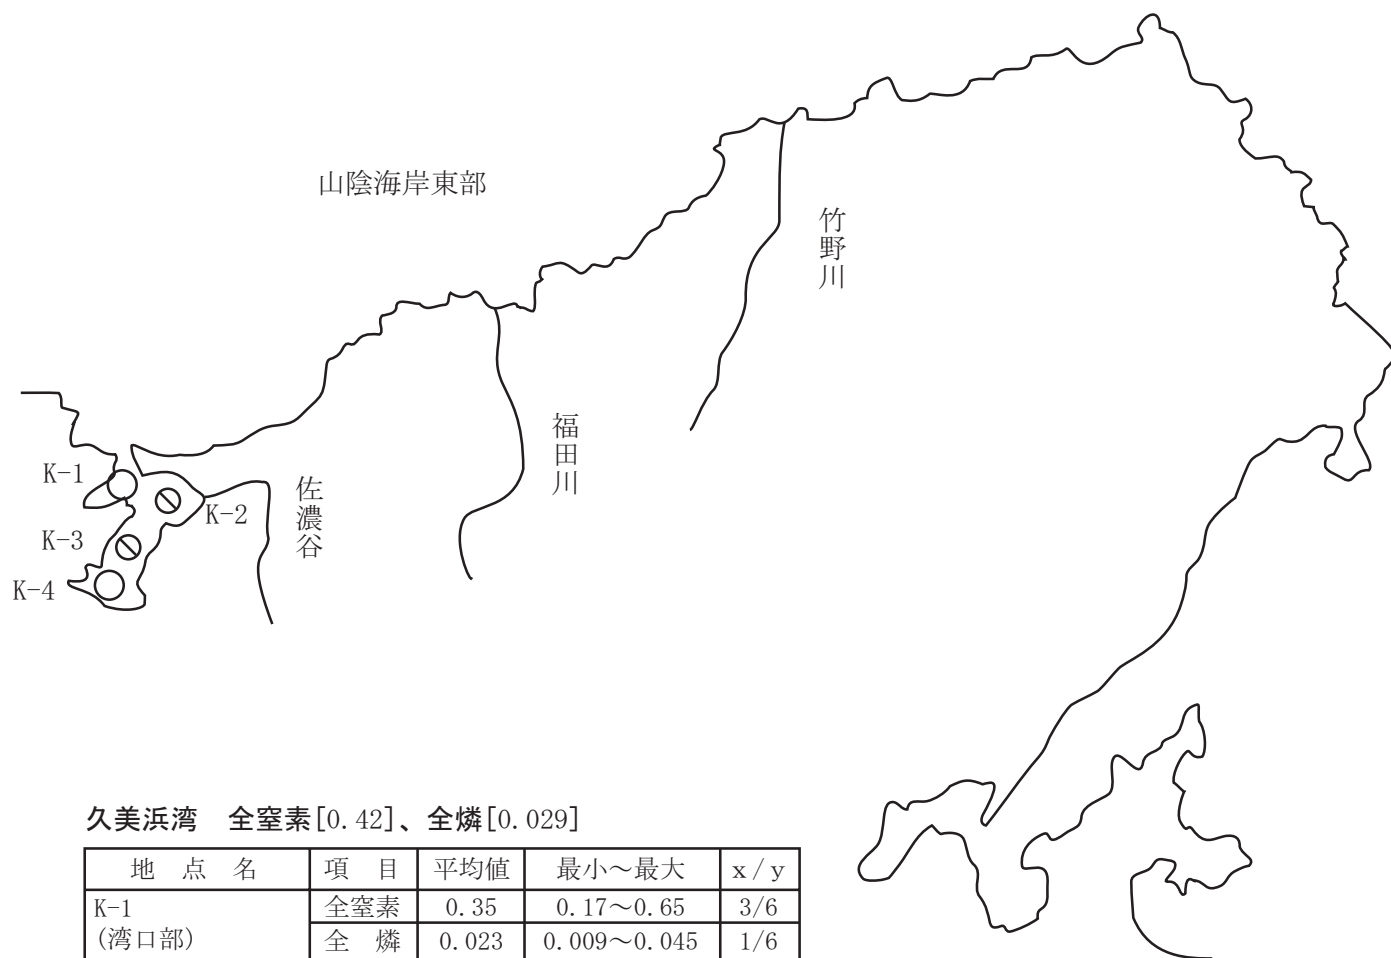 山陰海岸東部
竹野川
福田川
佐濃谷
K-1
K-2
K-3
K-4
久美浜湾　全窒素[0.42]、全燐[0.029]
地　点　名　項　目　平均値　最小～最大　x/y
K-1　全窒素　0.35　0.17～0.65　3/6
(湾口部)　全　燐　0.023　0.009～0.045　1/6